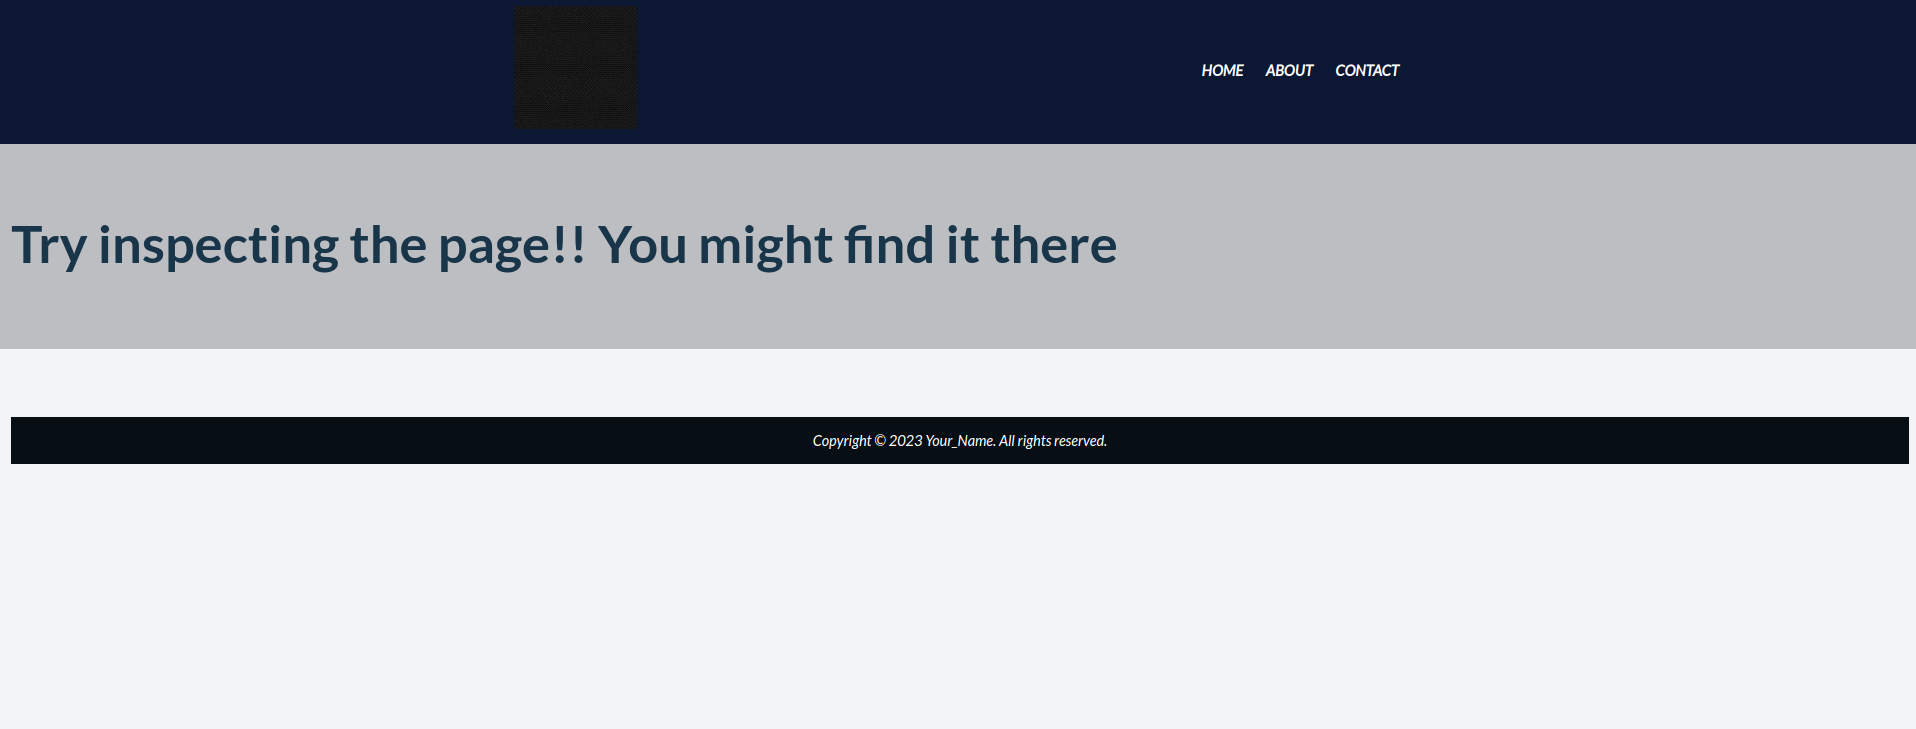 HOME ABOUT CONTACT
Try inspecting the page!! You might find it there
Copyright © 2023 Your_Name. All rights reserved.